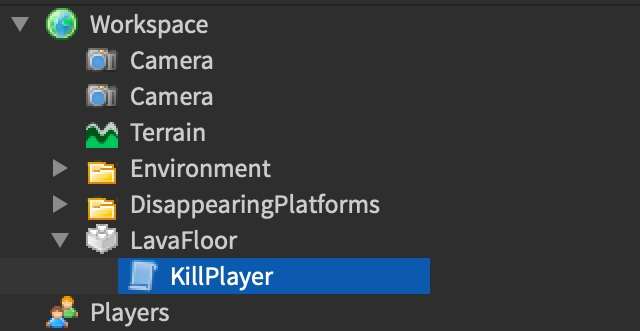 Workspace
Camera
Camera
Terrain
Environment
DisappearingPlatforms
LavaFloor
KillPlayer
Players